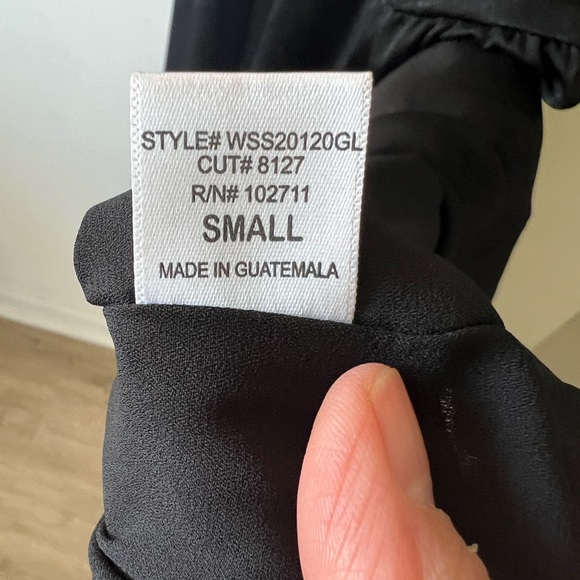 STYLE# WSS20120GL
CUT# 8127
R/N# 102711
SMALL
MADE IN GUATEMALA